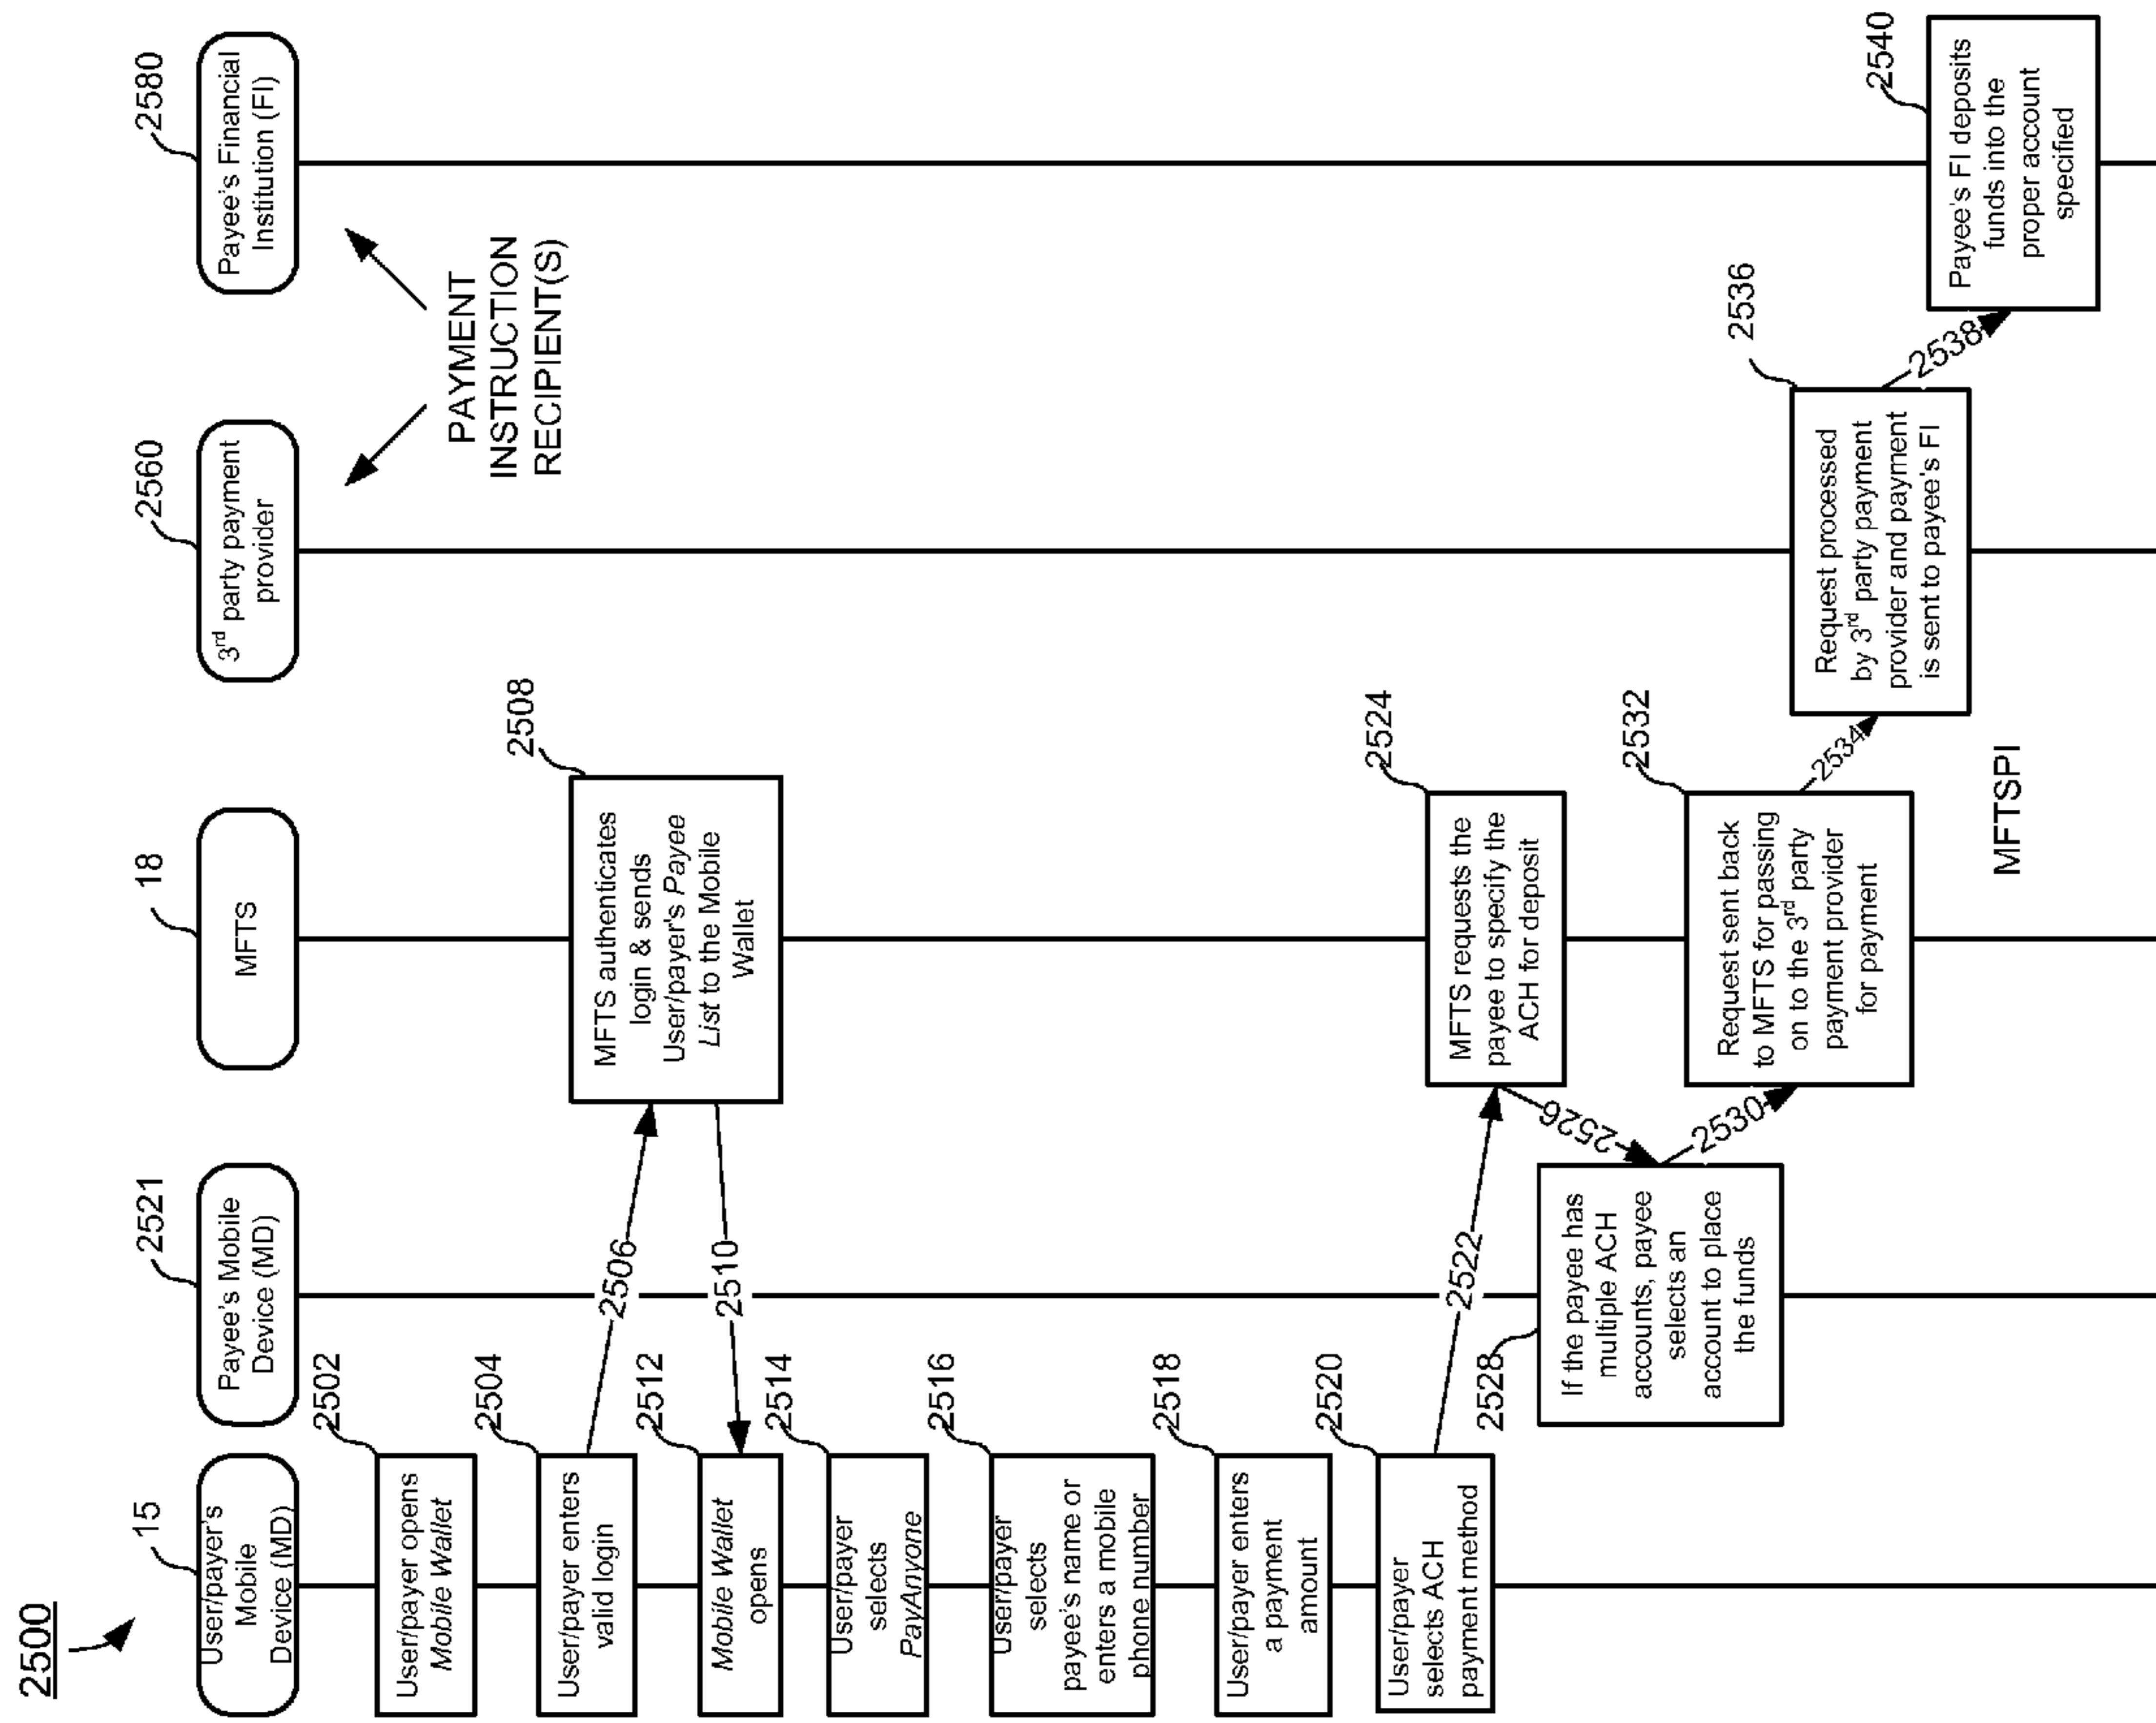 2500
15
User/payer's
Mobile
Device (MD)
2521
Payee's Mobile
Device (MD)
18
MFTS
2560
3rd party payment
provider
2580
Payee's Financial
Institution (FI)
PAYMENT
INSTRUCTION
RECIPIENT(S)
2502
User/payer opens
Mobile Wallet
2504
User/payer enters
valid login
2506
2508
MFTS authenticates
login & sends
User/payer's Payee
List to the Mobile
Wallet
2510
2512
Mobile Wallet
opens
2514
User/payer
selects
PayAnyone
2516
User/payer
selects
payee's name or
enters a mobile
phone number
2518
User/payer enters
a payment
amount
2520
User/payer
selects ACH
payment method
2522
2524
MFTS requests the
payee to specify the
ACH for deposit
2526
2528
If the payee has
multiple ACH
accounts, payee
selects an
account to place
the funds
2530
2532
Request sent back
to MFTS for passing
on to the 3rd party
payment provider
for payment
2534
MFTSPI
2536
Request processed
by 3rd party payment
provider and payment
is sent to payee's FI
2538
2540
Payee's FI deposits
funds into the
proper account
specified